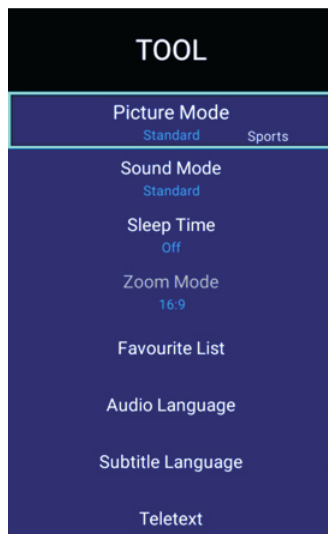 TOOL
Picture Mode
Standard Sports
Sound Mode
Standard
Sleep Time
Off
Zoom Mode
16:9
Favourite List
Audio Language
Subtitle Language
Teletext